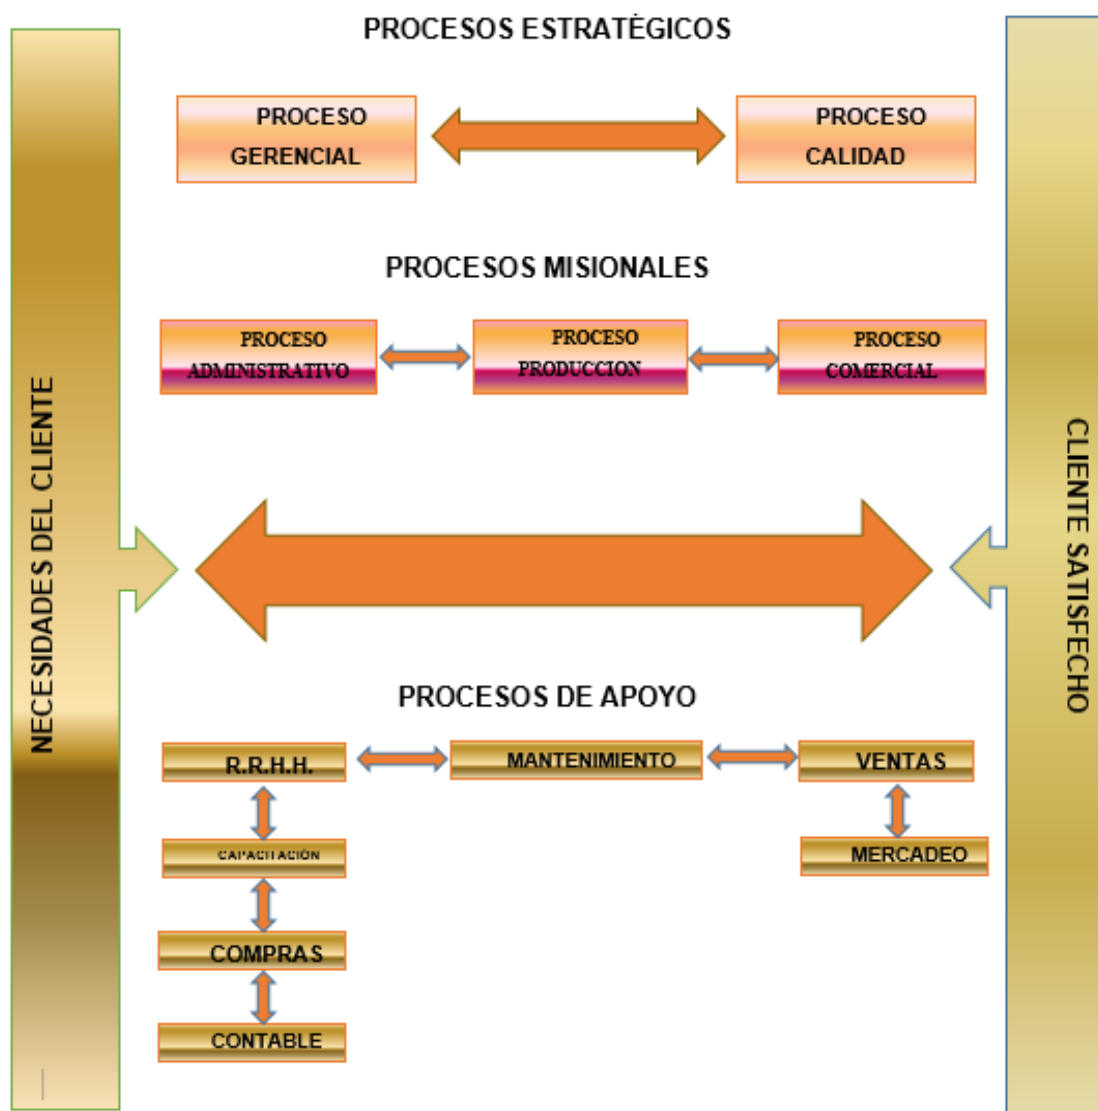 PROCESOS ESTRATÉGICOS
PROCESO
GERENCIAL
PROCESO
CALIDAD
PROCESOS MISIONALES
PROCESO
ADMINISTRATIVO
PROCESO
PRODUCCION
PROCESO
COMERCIAL
NECESIDADES DEL CLIENTE
CLIENTE SATISFECHO
PROCESOS DE APOYO
R.R.H.H.
MANTENIMIENTO
VENTAS
CAPACITACIÓN
MERCADEO
COMPRAS
CONTABLE